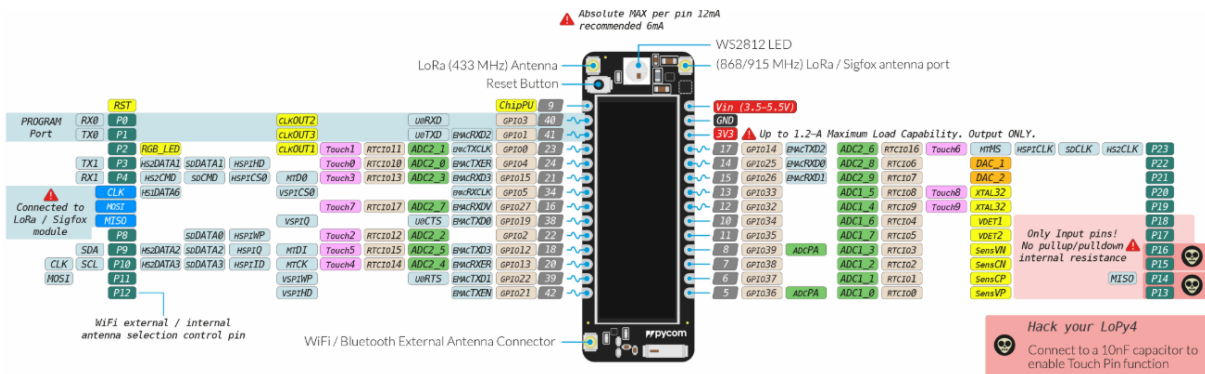 Absolute MAX per pin 12mA
recommended 6mA
WS2812 LED
LoRa (433 MHz) Antenna
(868/915 MHz) LoRa / Sigfox antenna port
Reset Button
RST ChipPU 9
Vin (3.5-5.5V)
PROGRAM
Port
RX0 P0 CLKOUT2 U0RXD GPIO3 40
GND
TX0 P1 CLKOUT3 U0TXD EMACRXD2 GPIO1 41
3V3 Up to 1.2-A Maximum Load Capability. Output ONLY.
P2 RGB_LED CLKOUT1 Touch1 RTCIO11 ADC2_1 EMACTXCLK GPIO0 23
17 GPIO14 EMACTXD2 ADC2_6 RTCIO16 Touch6 MTMS HSPICLK SDCLK HS2CLK P23
TX1 P3 HS2DATA1 SDDATA1 HSPIHD Touch0 RTCIO10 ADC2_0 EMACTXER GPIO4 24
14 GPIO25 EMACRXD0 ADC2_8 RTCIO6 DAC_1 P22
RX1 P4 HS2CMD SDCMD HSPICS0 MTDO Touch3 RTCIO13 ADC2_3 EMACRXD3 GPIO15 21
15 GPIO26 EMACRXD1 ADC2_9 RTCIO7 DAC_2 P21
Connected to
LoRa / Sigfox
module
CLK HS1DATA6 VSPICS0 EMACRXCLK GPIO5 34
13 GPIO33 ADC1_5 RTCIO8 Touch8 XTAL32 P20
MOSI Touch7 RTCIO17 ADC2_7 EMACRXDV GPIO27 16
12 GPIO32 ADC1_4 RTCIO9 Touch9 XTAL32 P19
MISO VSPIQ U0CTS EMACTXD0 GPIO19 38
10 GPIO34 ADC1_6 RTCIO4 VDET1 P18
P8 SDDATA0 HSPIWP Touch2 RTCIO12 ADC2_2 GPIO2 22
11 GPIO35 ADC1_7 RTCIO5 VDET2 P17
SDA P9 HS2DATA2 SDDATA2 HSPIQ MTDI Touch5 RTCIO15 ADC2_5 EMACTXD3 GPIO12 18
8 GPIO39 ADCPA ADC1_3 RTCIO3 SensVN P16
CLK SCL P10 HS2DATA3 SDDATA3 HSPIID MTCK Touch4 RTCIO14 ADC2_4 EMACRXER GPIO13 20
7 GPIO38 ADC1_2 RTCIO2 SensCN P15
MOSI P11 VSPIWP U0RTS EMACTXD1 GPIO22 39
6 GPIO37 ADC1_1 RTCIO1 SensCP MISO P14
P12 VSPIHD EMACTXEN GPIO21 42
5 GPIO36 ADCPA ADC1_0 RTCIO0 SensVP P13
Only Input pins!
No pullup/pulldown
internal resistance
WiFi external / internal
antenna selection control pin
pycom
WiFi / Bluetooth External Antenna Connector
Hack your LoPy4
Connect to a 10nF capacitor to
enable Touch Pin function